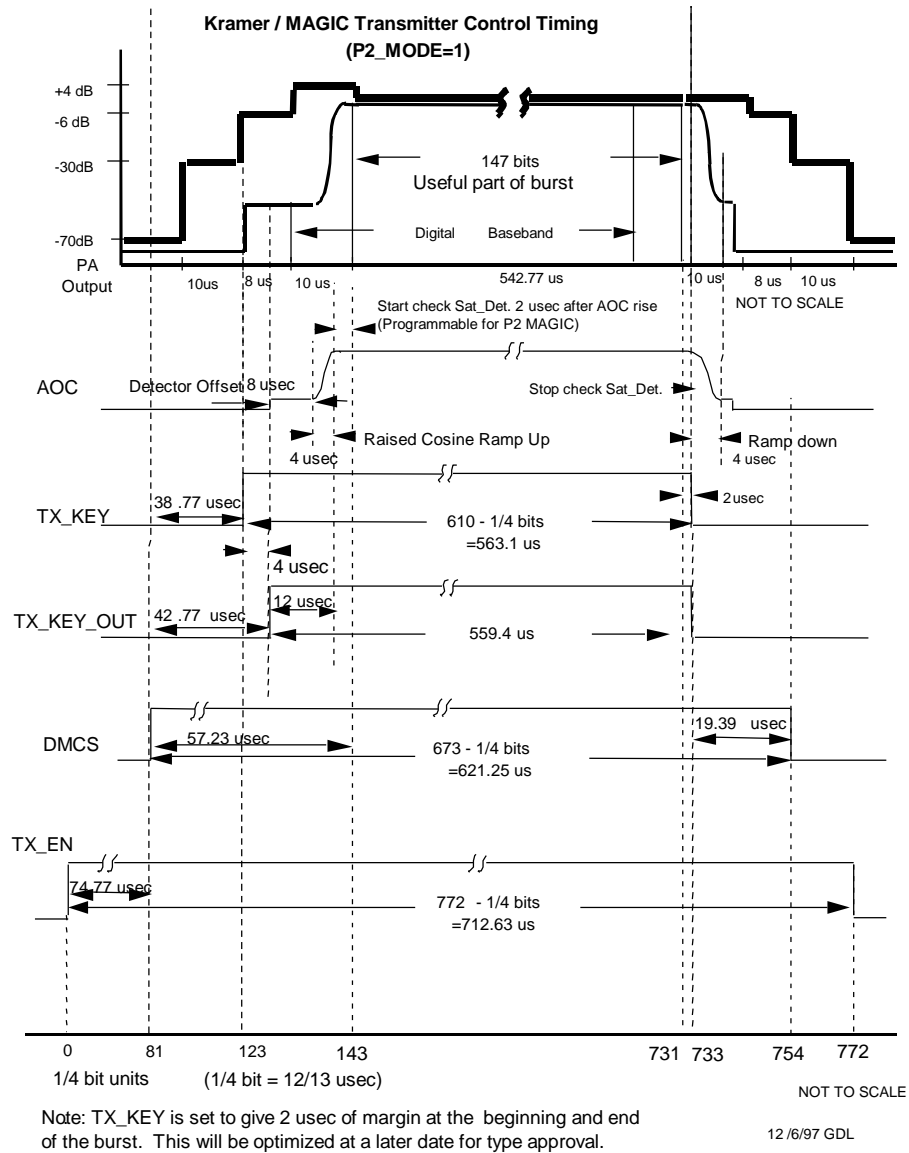 Kramer / MAGIC Transmitter Control Timing
(P2_MODE=1)
+4 dB
-6 dB
-30dB
-70dB
147 bits
Useful part of burst
Digital Baseband
PA
Output
10us
8 us
10 us
542.77 us
10 us
8 us
10 us
NOT TO SCALE
Start check Sat_Det. 2 usec after AOC rise
(Programmable for P2 MAGIC)
AOC
Detector Offset 8 usec
Stop check Sat_Det.
Raised Cosine Ramp Up
4 usec
Ramp down
4 usec
TX_KEY
38 .77 usec
610 - 1/4 bits
=563.1 us
2usec
4 usec
TX_KEY_OUT
42 .77 usec
12 usec
559.4 us
DMCS
57.23 usec
673 - 1/4 bits
=621.25 us
19.39 usec
TX_EN
74.77 usec
772 - 1/4 bits
=712.63 us
0 81 123 143 731 733 754 772
1/4 bit units (1/4 bit = 12/13 usec)
NOT TO SCALE
Note: TX_KEY is set to give 2 usec of margin at the beginning and end
of the burst. This will be optimized at a later date for type approval.
12 /6/97 GDL